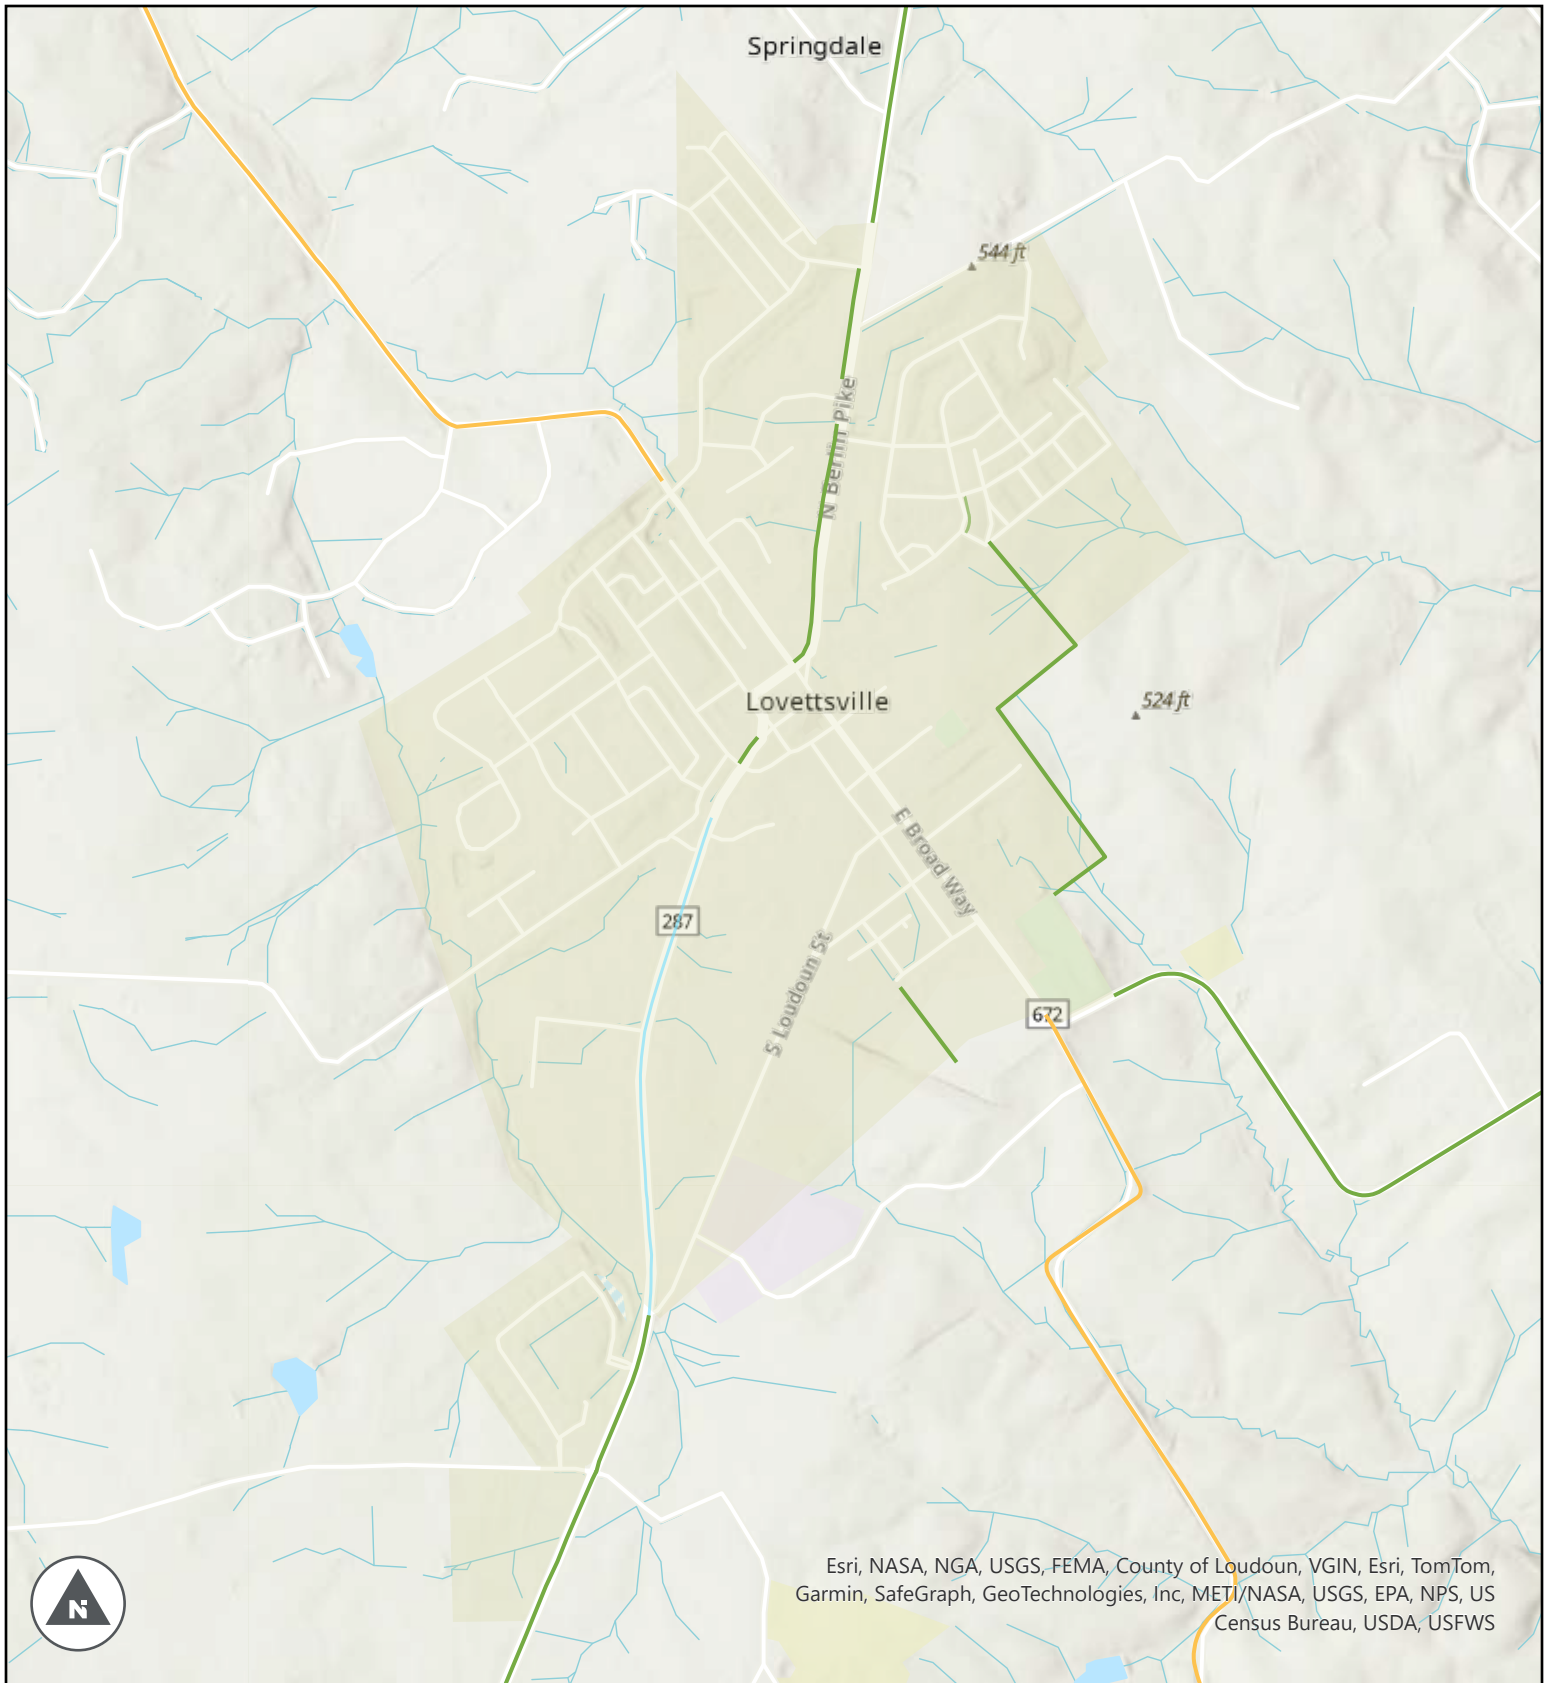 Springdale
544 ft
N Berlin Pike
Lovettsville
524 ft
E Broad Way
287
S Loudoun St
672
N
Esri, NASA, NGA, USGS, FEMA, County of Loudoun, VGIN, Esri, TomTom,
Garmin, SafeGraph, GeoTechnologies, Inc, METI/NASA, USGS, EPA, NPS, US
Census Bureau, USDA, USFWS